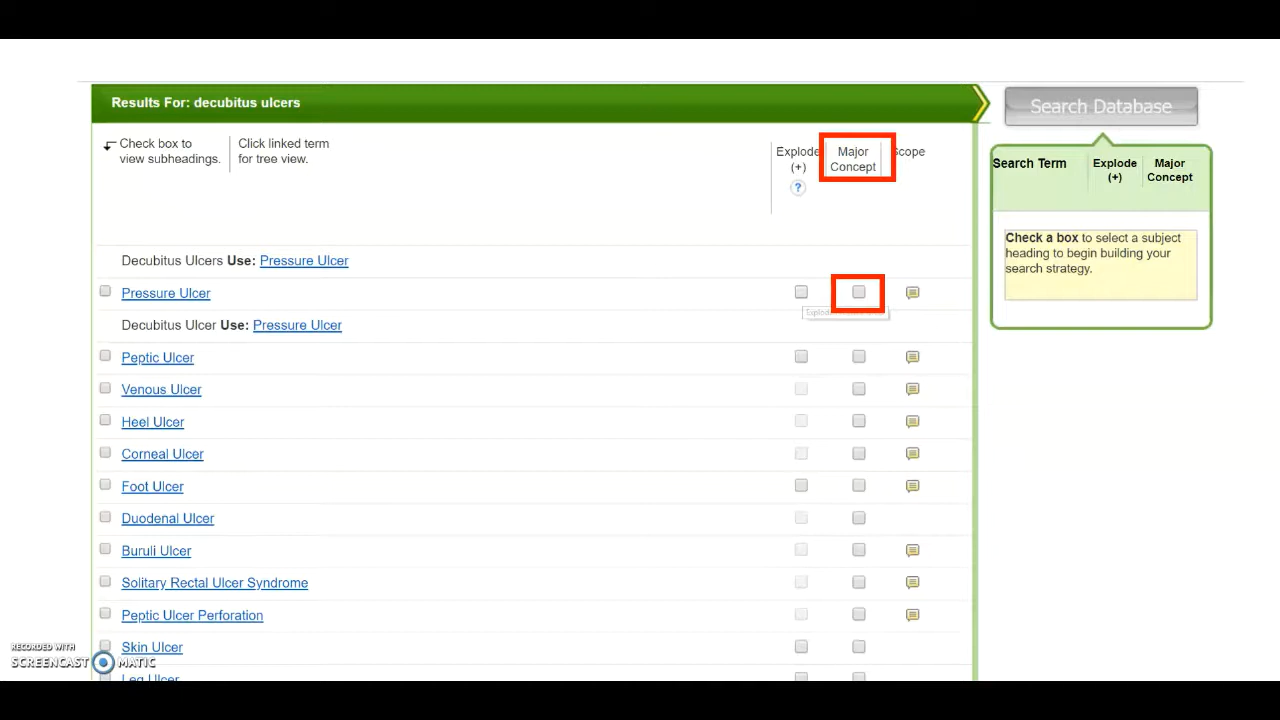 Results For: decubitus ulcers
Search Database
Check box to
view subheadings.
Click linked term
for tree view.
Explode
(+)
?
Major
Concept
Search Term
Explode
(+)
Major
Concept
Check a box to select a subject
heading to begin building your
search strategy.
Decubitus Ulcers Use: Pressure Ulcer
Pressure Ulcer
Decubitus Ulcer Use: Pressure Ulcer
Peptic Ulcer
Venous Ulcer
Heel Ulcer
Corneal Ulcer
Foot Ulcer
Duodenal Ulcer
Buruli Ulcer
Solitary Rectal Ulcer Syndrome
Peptic Ulcer Perforation
Skin Ulcer
Leg Ulcer
RECORDED WITH
SCREENCAST MATIC